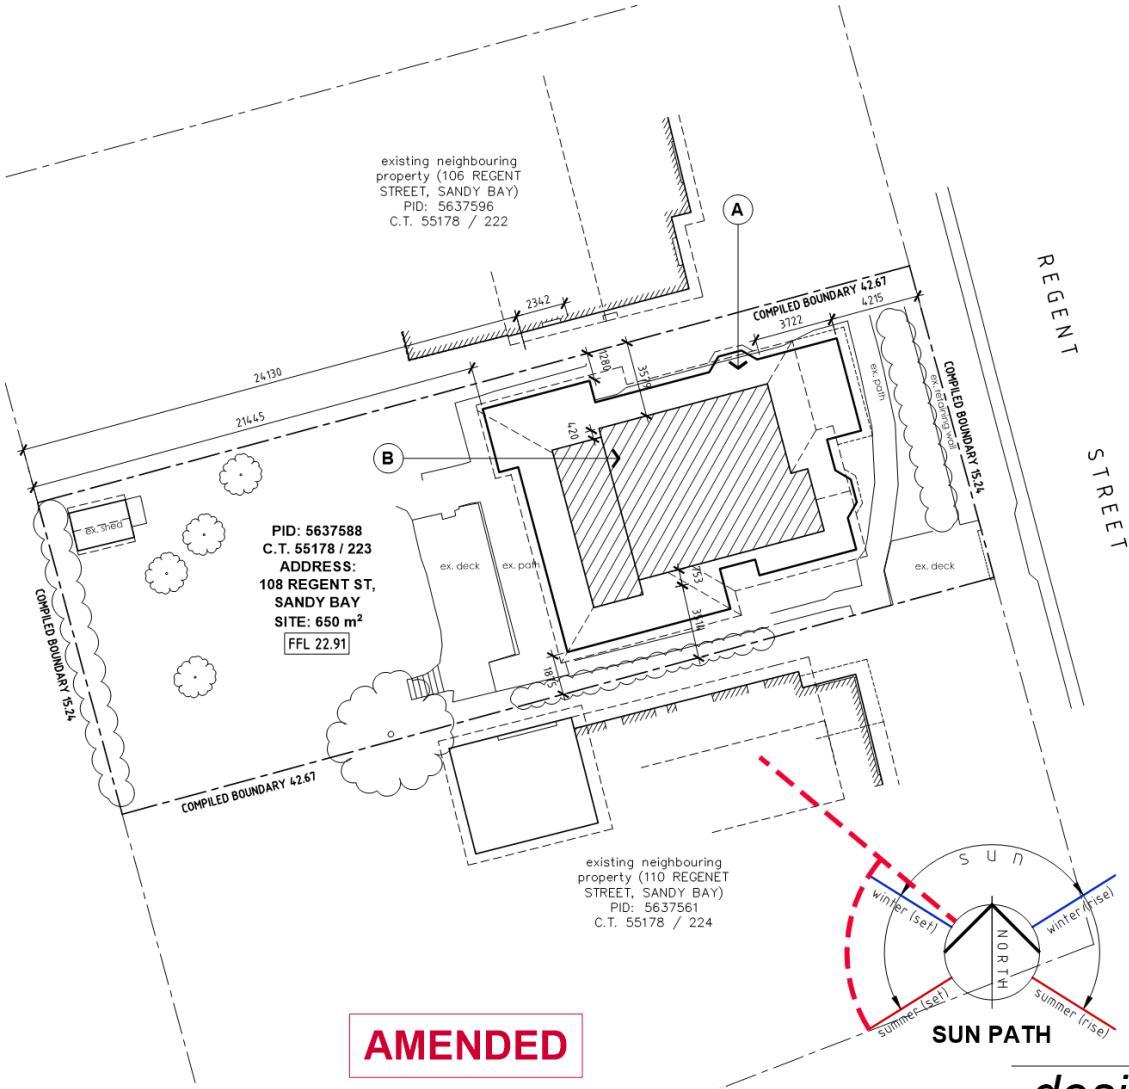 existing neighbouring
property (106 REGENT
STREET, SANDY BAY)
PID: 5637596
C.T. 55178 / 222
A
REGENT
STREET
COMPILED BOUNDARY 42.67
4215
3722
2342
1280
3579
24130
21445
420
B
ex. path
ex. retaining wall
COMPILED BOUNDARY 15.24
ex. shed
PID: 5637588
C.T. 55178 / 223
ADDRESS:
108 REGENT ST,
SANDY BAY
SITE: 650 m²
FFL 22.91
ex. deck
ex. path
ex. deck
753
3314
1875
COMPILED BOUNDARY 15.24
COMPILED BOUNDARY 42.67
existing neighbouring
property (110 REGENET
STREET, SANDY BAY)
PID: 5637561
C.T. 55178 / 224
sun
winter (set)
winter (rise)
NORTH
summer (set)
summer (rise)
SUN PATH
AMENDED
desi